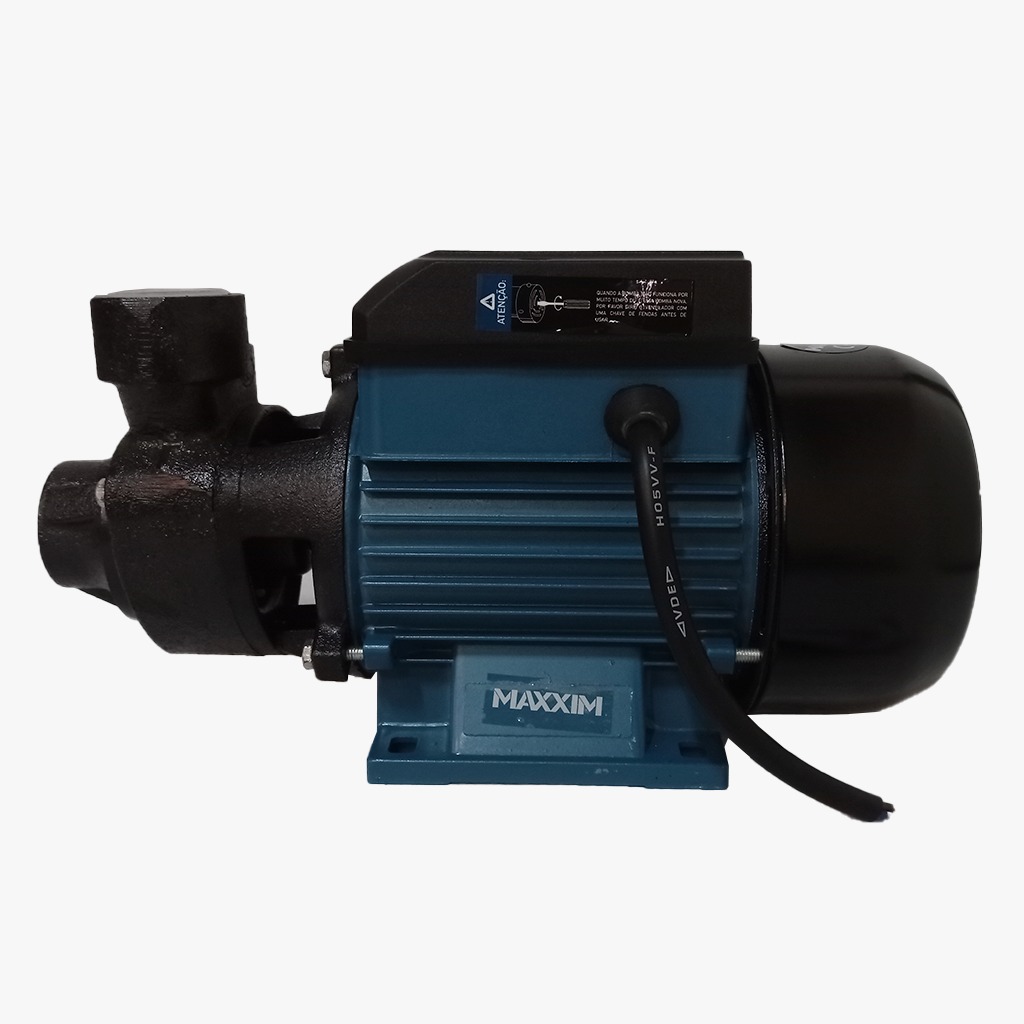 ATENÇÃO:
QUANDO A BOMBA NÃO FUNCIONA POR
MUITO TEMPO OU É UMA BOMBA NOVA,
POR FAVOR GIRE O VENTILADOR COM
UMA CHAVE DE FENDAS ANTES DE
USAR.
H05VV-F
VDE
MAXXIM